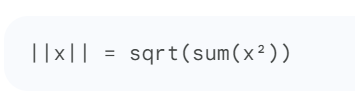 ||x|| = sqrt(sum(x²))